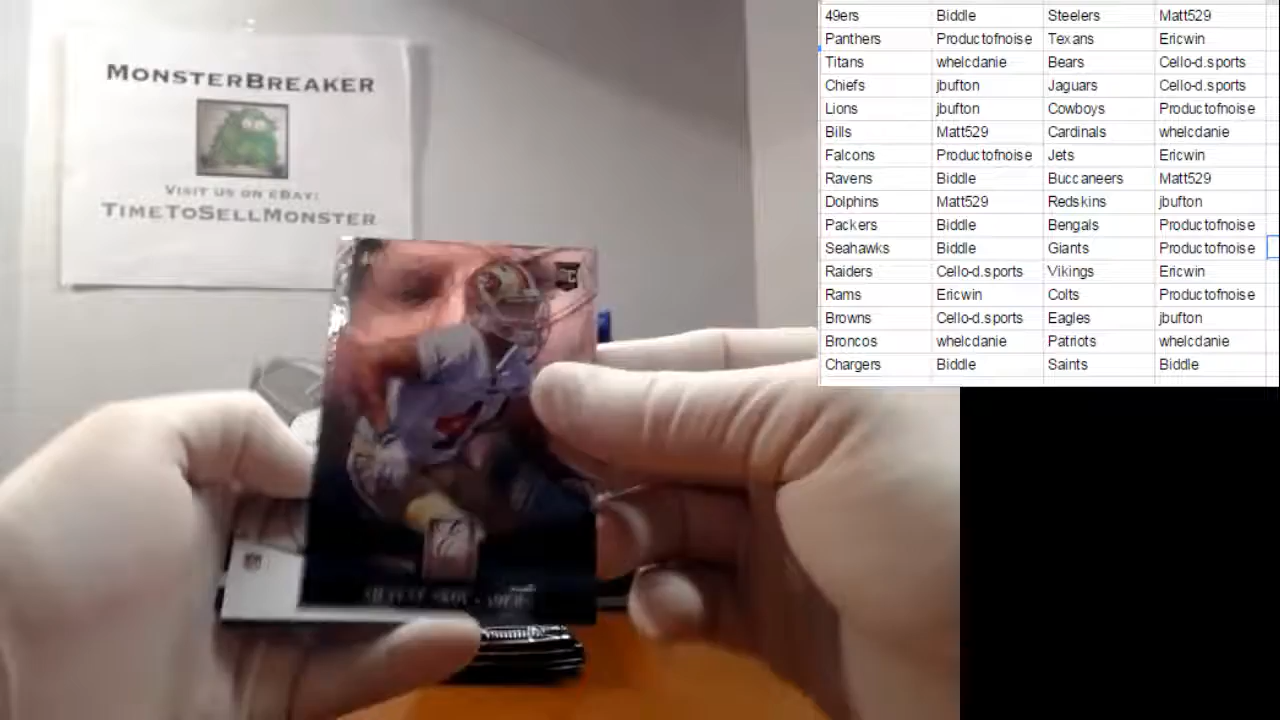 MONSTERBREAKER
VISIT US ON EBAY:
TIMETOSELLMONSTER
49ers Biddle Steelers Matt529
Panthers Productofnoise Texans Ericwin
Titans whelcdanie Bears Cello-d.sports
Chiefs jbufton Jaguars Cello-d.sports
Lions jbufton Cowboys Productofnoise
Bills Matt529 Cardinals whelcdanie
Falcons Productofnoise Jets Ericwin
Ravens Biddle Buccaneers Matt529
Dolphins Matt529 Redskins jbufton
Packers Biddle Bengals Productofnoise
Seahawks Biddle Giants Productofnoise
Raiders Cello-d.sports Vikings Ericwin
Rams Ericwin Colts Productofnoise
Browns Cello-d.sports Eagles jbufton
Broncos whelcdanie Patriots whelcdanie
Chargers Biddle Saints Biddle
RC